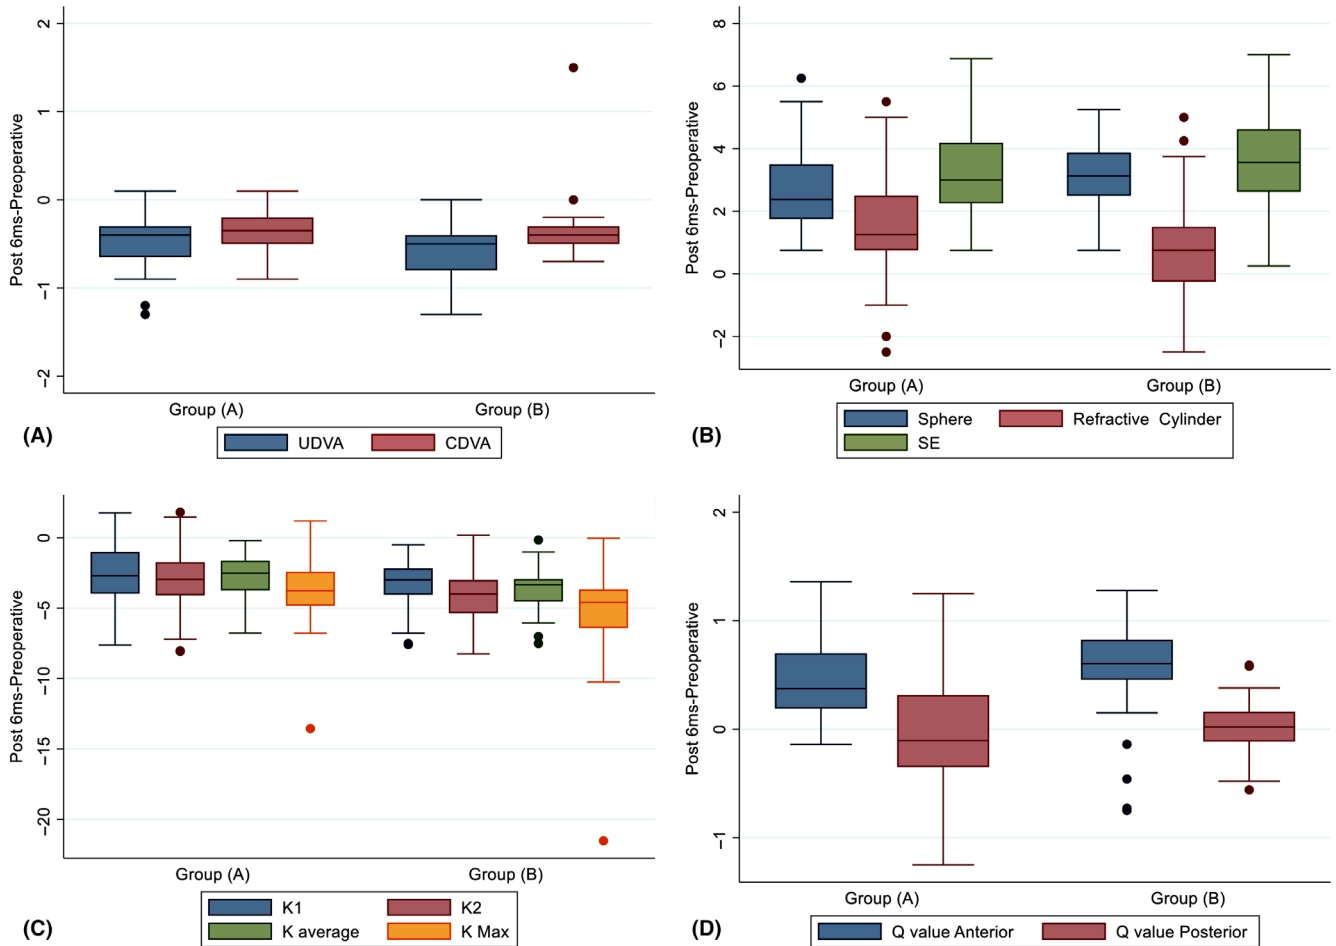 Post 6ms-Preoperative
2
1
0
−1
−2
Group (A)
Group (B)
(A)
UDVA
CDVA
Post 6ms-Preoperative
8
6
4
2
0
−2
Group (A)
Group (B)
(B)
Sphere
Refractive Cylinder
SE
Post 6ms-Preoperative
0
−5
−10
−15
−20
Group (A)
Group (B)
(C)
K1
K2
K average
K Max
Post 6ms-Preoperative
2
1
0
−1
Group (A)
Group (B)
(D)
Q value Anterior
Q value Posterior